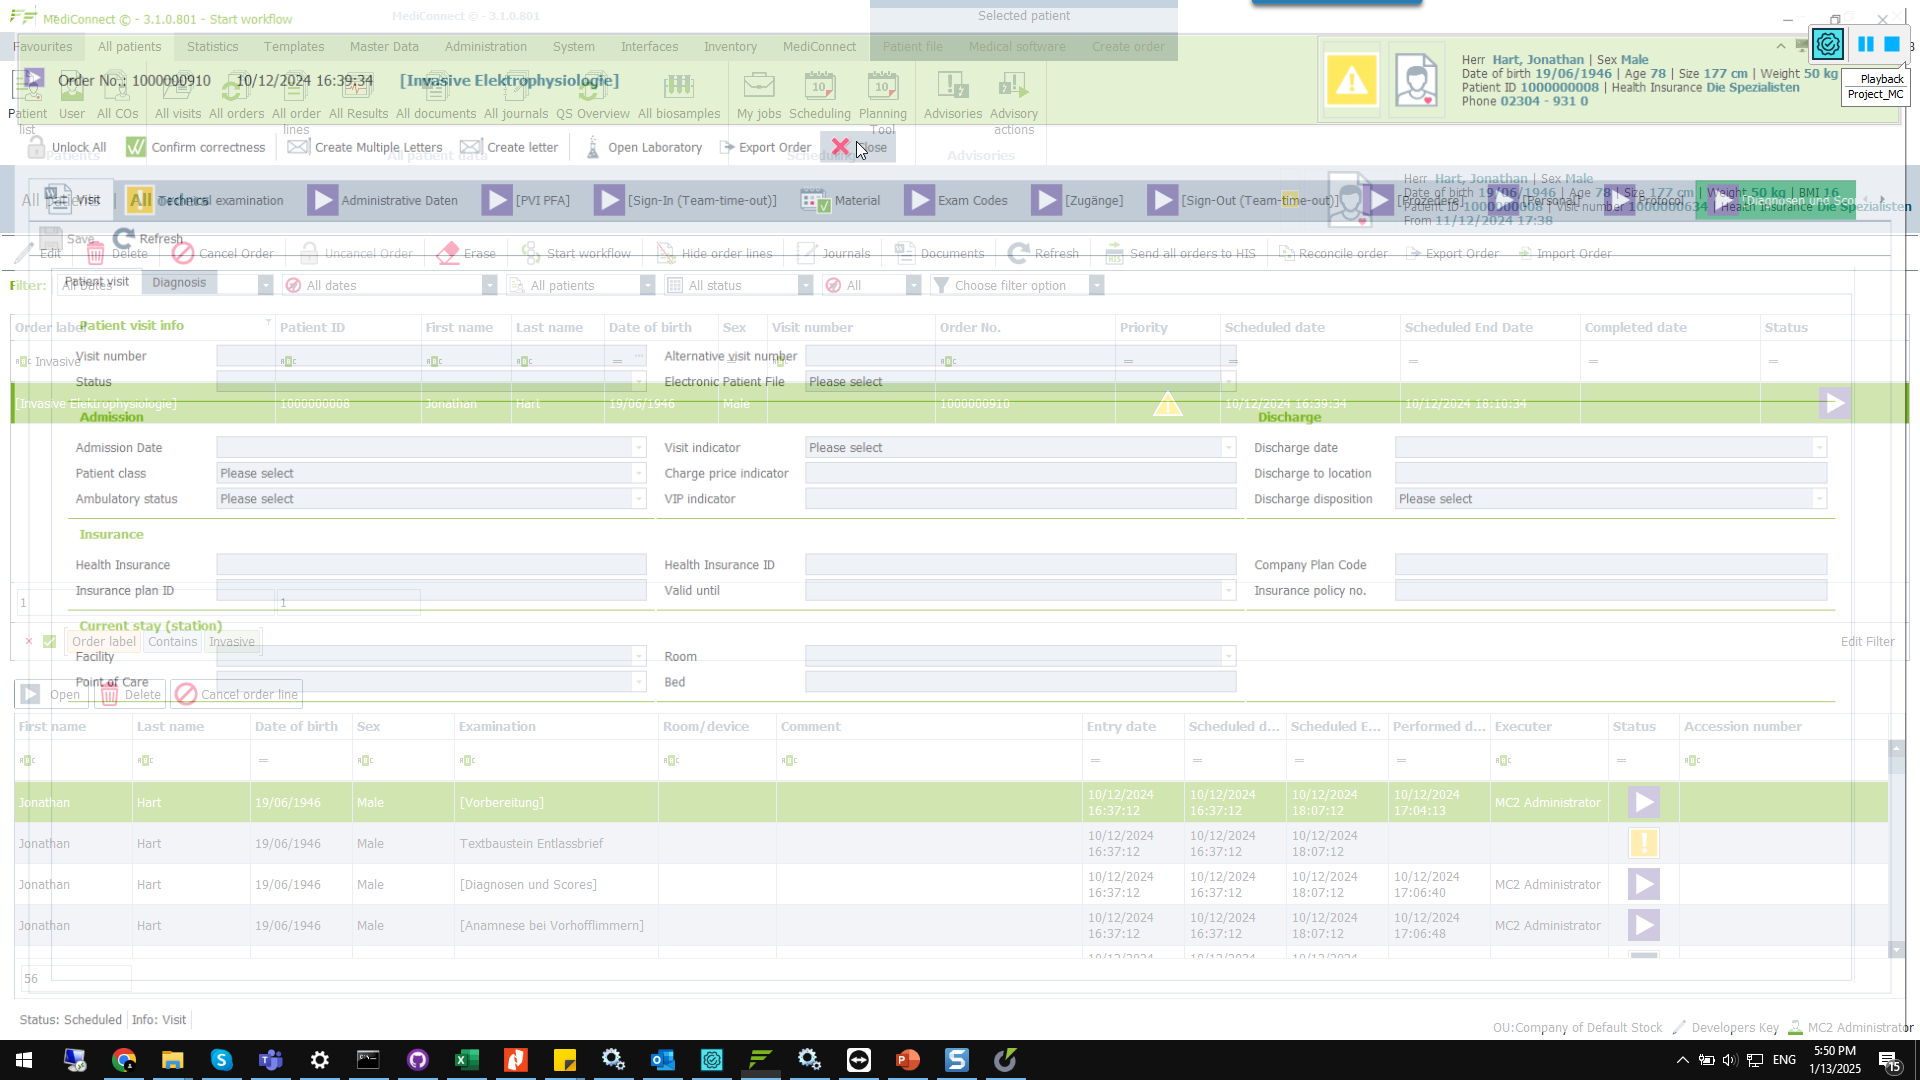 MediConnect © - 3.1.0.801 - Start workflow
MediConnect © - 3.1.0.801
Selected patient
Favourites All patients Statistics Templates Master Data Administration System Interfaces Inventory MediConnect Patient file Medical software Create order
Order No.: 1000000910 10/12/2024 16:39:34 [Invasive Elektrophysiologie]
Herr Hart, Jonathan | Sex Male
Date of birth 19/06/1946 | Age 78 | Size 177 cm | Weight 50 kg
Patient ID 1000000008 | Health Insurance Die Spezialisten
Phone 02304 - 931 0
Playback
Project_MC
Patient list User All COs All visits All orders All order lines All Results All documents All journals QS Overview All biosamples My jobs Scheduling Planning Tool Advisories Advisory actions
Unlock All Confirm correctness Create Multiple Letters Create letter Open Laboratory Export Order Close
Patients All patient data Scheduling Advisories
All patients | All orders
Visit Technical examination Administrative Daten [PVI PFA] [Sign-In (Team-time-out)] Material Exam Codes [Zugänge] [Sign-Out (Team-time-out)] [Prozedere] [Personal] Protocol [Diagnosen und Sco
Herr Hart, Jonathan | Sex Male
Date of birth 19/06/1946 | Age 78 | Size 177 cm | Weight 50 kg | BMI 16
Patient ID 1000000008 | Visit number 1000000634 | Health Insurance Die Spezialisten
From 11/12/2024 17:38
Save Refresh
Edit Delete Cancel Order Uncancel Order Erase Start workflow Hide order lines Journals Documents Refresh Send all orders to HIS Reconcile order Export Order Import Order
Patient visit Diagnosis
Filter: All Dates All dates All patients All status All Choose filter option
Patient visit info
Order label Patient ID First name Last name Date of birth Sex Visit number Order No. Priority Scheduled date Scheduled End Date Completed date Status
Invasive
Visit number Alternative visit number
Status Electronic Patient File Please select
[Invasive Elektrophysiologie] 1000000008 Jonathan Hart 19/06/1946 Male 1000000910 10/12/2024 16:39:34 10/12/2024 18:10:34
Admission Discharge
Admission Date Visit indicator Please select Discharge date
Patient class Please select Charge price indicator Discharge to location
Ambulatory status Please select VIP indicator Discharge disposition Please select
Insurance
Health Insurance Health Insurance ID Company Plan Code
Insurance plan ID Valid until Insurance policy no.
1 1
Current stay (station)
Order label Contains Invasive Edit Filter
Facility Room
Point of Care Bed
Open Delete Cancel order line
First name Last name Date of birth Sex Examination Room/device Comment Entry date Scheduled d... Scheduled E... Performed d... Executer Status Accession number
Jonathan Hart 19/06/1946 Male [Vorbereitung] 10/12/2024 16:37:12 10/12/2024 16:37:12 10/12/2024 18:07:12 10/12/2024 17:04:13 MC2 Administrator
Jonathan Hart 19/06/1946 Male Textbaustein Entlassbrief 10/12/2024 16:37:12 10/12/2024 16:37:12 10/12/2024 18:07:12
Jonathan Hart 19/06/1946 Male [Diagnosen und Scores] 10/12/2024 16:37:12 10/12/2024 16:37:12 10/12/2024 18:07:12 10/12/2024 17:06:40 MC2 Administrator
Jonathan Hart 19/06/1946 Male [Anamnese bei Vorhofflimmern] 10/12/2024 16:37:12 10/12/2024 16:37:12 10/12/2024 18:07:12 10/12/2024 17:06:48 MC2 Administrator
56
Status: Scheduled Info: Visit
OU:Company of Default Stock Developers Key MC2 Administrator
ENG
5:50 PM
1/13/2025
15